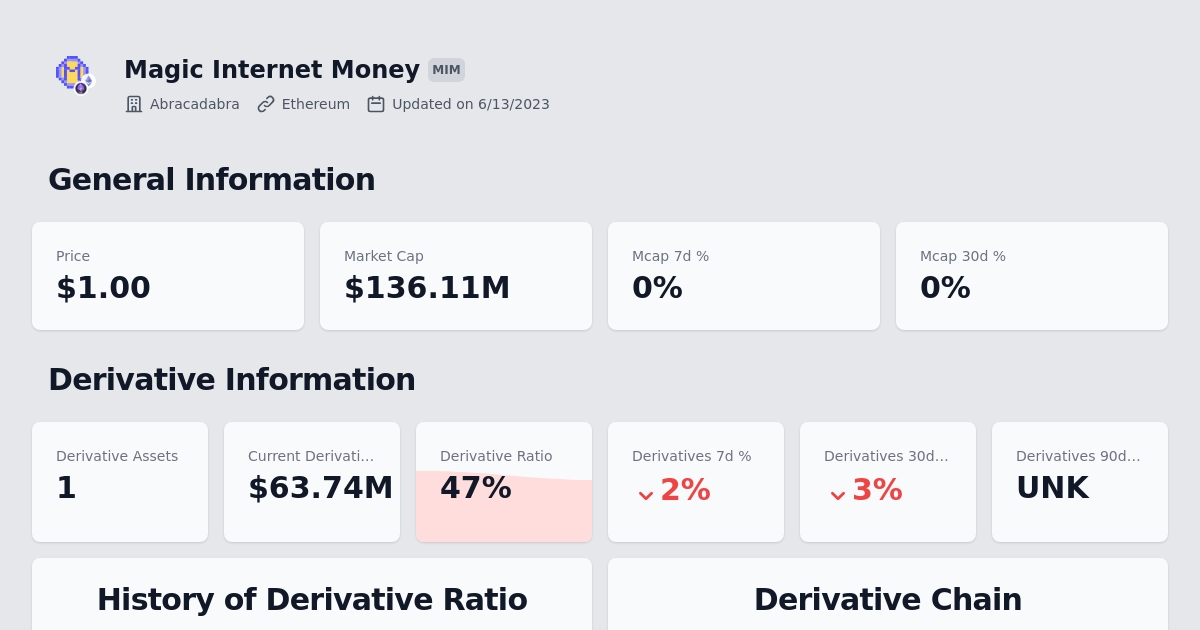 Magic Internet Money MIM
Abracadabra Ethereum Updated on 6/13/2023
General Information
Price
$1.00
Market Cap
$136.11M
Mcap 7d %
0%
Mcap 30d %
0%
Derivative Information
Derivative Assets
1
Current Derivati...
$63.74M
Derivative Ratio
47%
Derivatives 7d %
2%
Derivatives 30d...
3%
Derivatives 90d...
UNK
History of Derivative Ratio
Derivative Chain